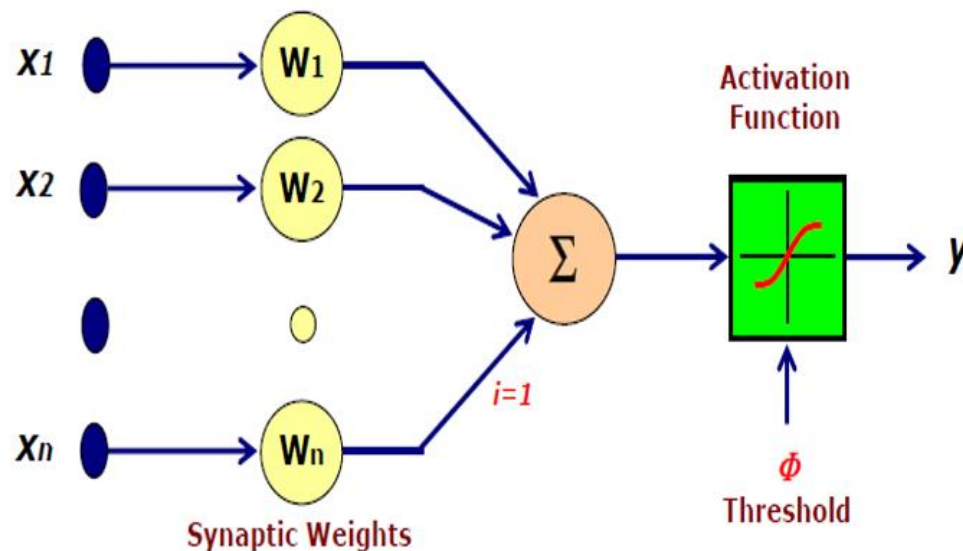 x1
W1
Activation
Function
x2
W2
Σ
y
i=1
xn
Wn
Φ
Threshold
Synaptic Weights